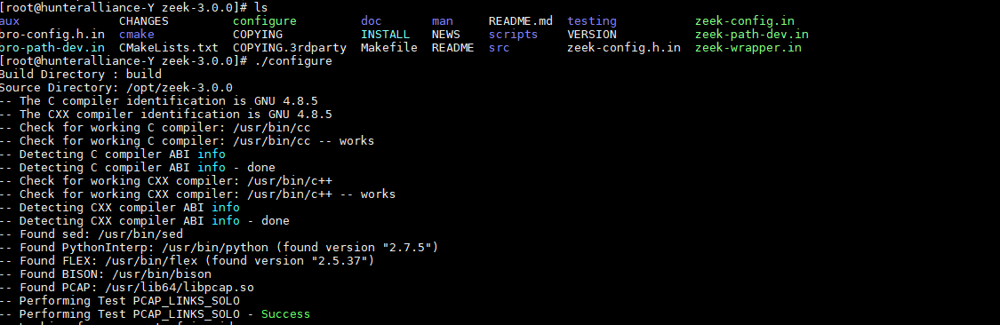 [root@hunteralliance-Y zeek-3.0.0]# ls
aux CHANGES configure doc man README.md testing zeek-config.in
bro-config.h.in cmake COPYING INSTALL NEWS scripts VERSION zeek-path-dev.in
bro-path-dev.in CMakeLists.txt COPYING.3rdparty Makefile README src zeek-config.h.in zeek-wrapper.in
[root@hunteralliance-Y zeek-3.0.0]# ./configure
Build Directory : build
Source Directory: /opt/zeek-3.0.0
-- The C compiler identification is GNU 4.8.5
-- The CXX compiler identification is GNU 4.8.5
-- Check for working C compiler: /usr/bin/cc
-- Check for working C compiler: /usr/bin/cc -- works
-- Detecting C compiler ABI info
-- Detecting C compiler ABI info - done
-- Check for working CXX compiler: /usr/bin/c++
-- Check for working CXX compiler: /usr/bin/c++ -- works
-- Detecting CXX compiler ABI info
-- Detecting CXX compiler ABI info - done
-- Found sed: /usr/bin/sed
-- Found PythonInterp: /usr/bin/python (found version "2.7.5")
-- Found FLEX: /usr/bin/flex (found version "2.5.37")
-- Found BISON: /usr/bin/bison
-- Found PCAP: /usr/lib64/libpcap.so
-- Performing Test PCAP_LINKS_SOLO
-- Performing Test PCAP_LINKS_SOLO - Success